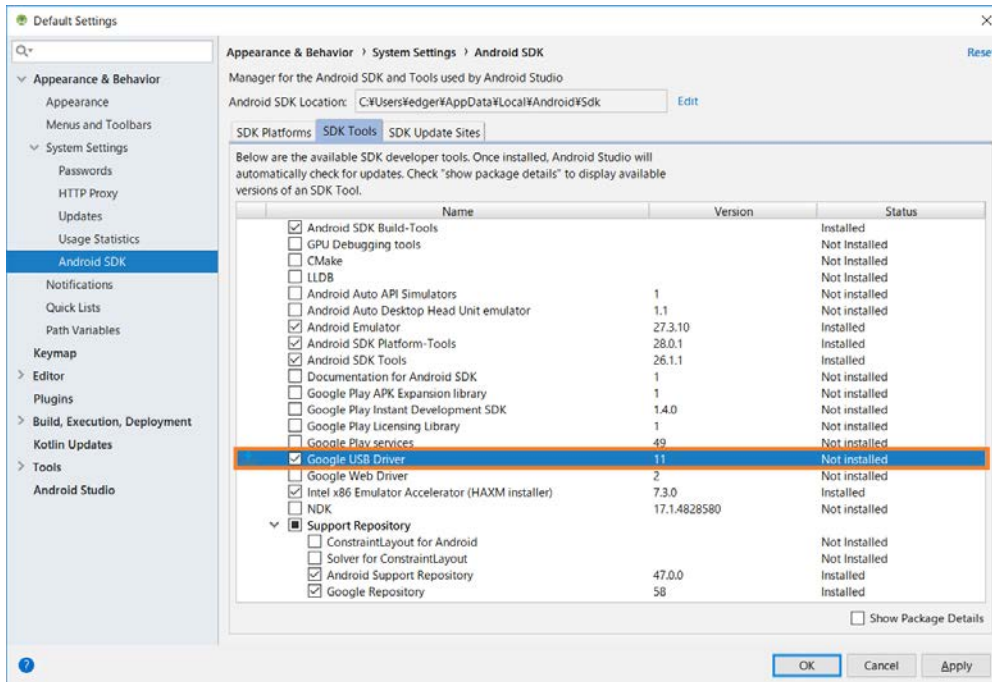 Default Settings
Appearance & Behavior
Appearance
Menus and Toolbars
System Settings
Passwords
HTTP Proxy
Updates
Usage Statistics
Android SDK
Notifications
Quick Lists
Path Variables
Keymap
Editor
Plugins
Build, Execution, Deployment
Kotlin Updates
Tools
Android Studio
Appearance & Behavior › System Settings › Android SDK
Rese
Manager for the Android SDK and Tools used by Android Studio
Android SDK Location: C:¥Users¥edger¥AppData¥Local¥Android¥Sdk Edit
SDK Platforms SDK Tools SDK Update Sites
Below are the available SDK developer tools. Once installed, Android Studio will
automatically check for updates. Check "show package details" to display available
versions of an SDK Tool.
Name Version Status
Android SDK Build-Tools Installed
GPU Debugging tools Not Installed
CMake Not Installed
LLDB Not Installed
Android Auto API Simulators 1 Not installed
Android Auto Desktop Head Unit emulator 1.1 Not installed
Android Emulator 27.3.10 Installed
Android SDK Platform-Tools 28.0.1 Installed
Android SDK Tools 26.1.1 Installed
Documentation for Android SDK 1 Not installed
Google Play APK Expansion library 1 Not installed
Google Play Instant Development SDK 1.4.0 Not installed
Google Play Licensing Library 1 Not installed
Google Play services 49 Not installed
Google USB Driver 11 Not installed
Google Web Driver 2 Not installed
Intel x86 Emulator Accelerator (HAXM installer) 7.3.0 Installed
NDK 17.1.4828580 Not installed
Support Repository
ConstraintLayout for Android Not Installed
Solver for ConstraintLayout Not Installed
Android Support Repository 47.0.0 Installed
Google Repository 58 Installed
Show Package Details
?
OK Cancel Apply